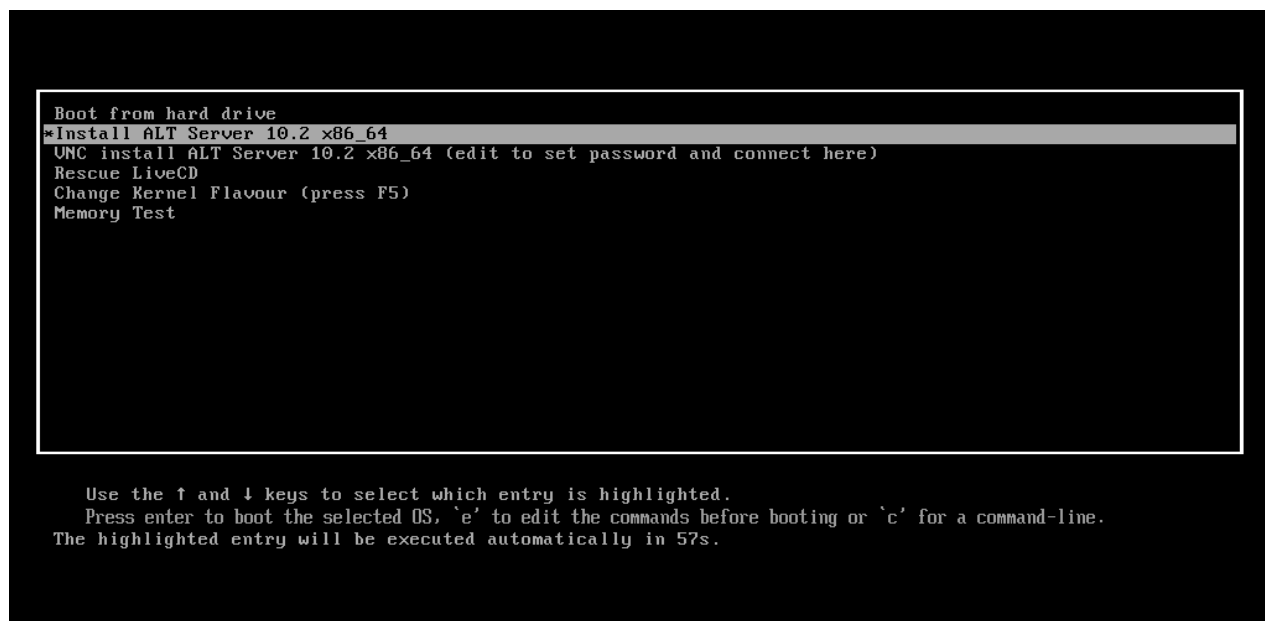 Boot from hard drive
*Install ALT Server 10.2 x86_64
VNC install ALT Server 10.2 x86_64 (edit to set password and connect here)
Rescue LiveCD
Change Kernel Flavour (press F5)
Memory Test
Use the ↑ and ↓ keys to select which entry is highlighted.
Press enter to boot the selected OS, `e' to edit the commands before booting or `c' for a command-line.
The highlighted entry will be executed automatically in 57s.